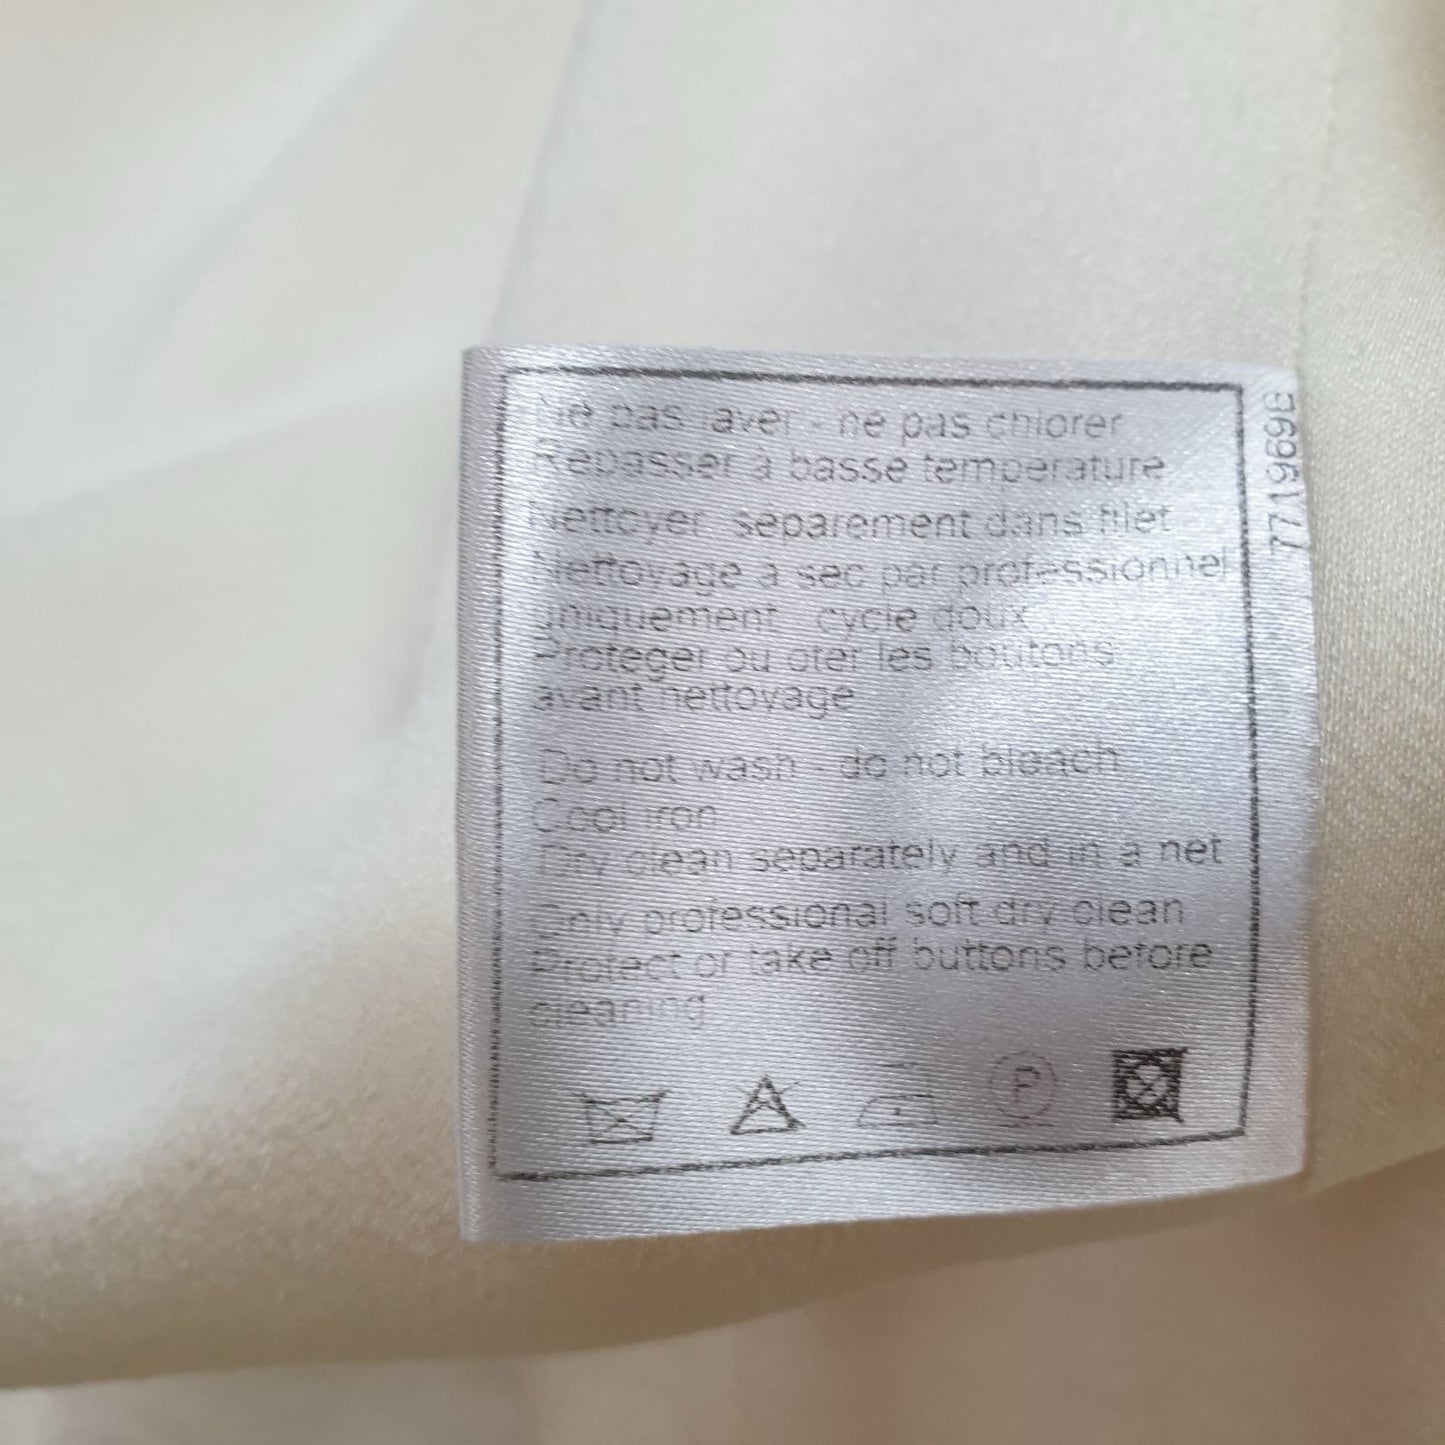 Ne pas laver - ne pas chlorer
Repasser à basse temperature
Nettoyer separement dans filet
Nettoyage a sec par professionnel
uniquement cycle doux
Proteger ou oter les boutons
avant nettoyage
Do not wash - do not bleach
Cool iron
Dry clean separately and in a net
Only professional soft dry clean
Protect or take off buttons before
cleaning
P